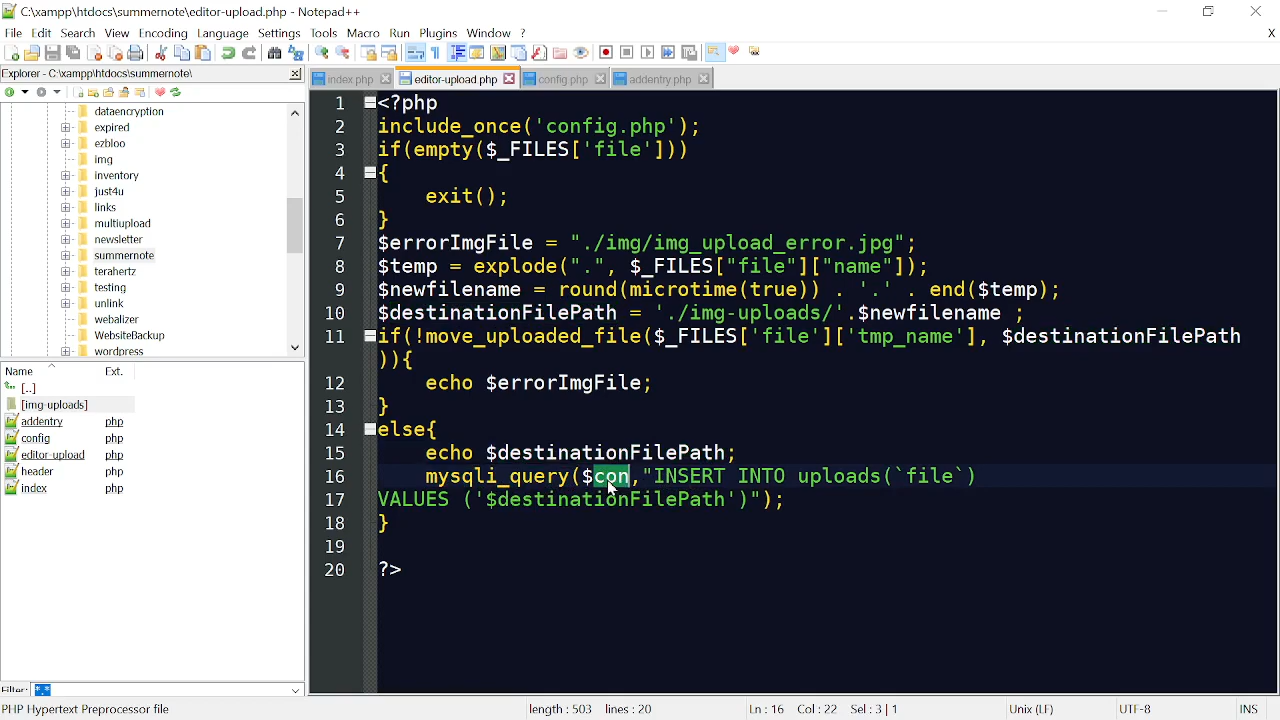 C:\xampp\htdocs\summernote\editor-upload.php - Notepad++
File Edit Search View Encoding Language Settings Tools Macro Run Plugins Window ? X
Explorer - C:\xampp\htdocs\summernote\
index.php editor-upload.php config.php addentry.php
dataencryption
expired
ezbloo
img
inventory
just4u
links
multiupload
newsletter
summernote
terahertz
testing
unlink
webalizer
WebsiteBackup
wordpress
Name Ext.
[..]
[img-uploads]
addentry php
config php
editor-upload php
header php
index php
Filter: *.*
1 <?php
2 include_once('config.php');
3 if(empty($_FILES['file']))
4 {
5 exit();
6 }
7 $errorImgFile = "./img/img_upload_error.jpg";
8 $temp = explode(".", $_FILES["file"]["name"]);
9 $newfilename = round(microtime(true)) . '.' . end($temp);
10 $destinationFilePath = './img-uploads/'.$newfilename ;
11 if(!move_uploaded_file($_FILES['file']['tmp_name'], $destinationFilePath
)){
12 echo $errorImgFile;
13 }
14 else{
15 echo $destinationFilePath;
16 mysqli_query($con,"INSERT INTO uploads(`file`)
17 VALUES ('$destinationFilePath')");
18 }
19
20 ?>
PHP Hypertext Preprocessor file length : 503 lines : 20 Ln : 16 Col : 22 Sel : 3 | 1 Unix (LF) UTF-8 INS